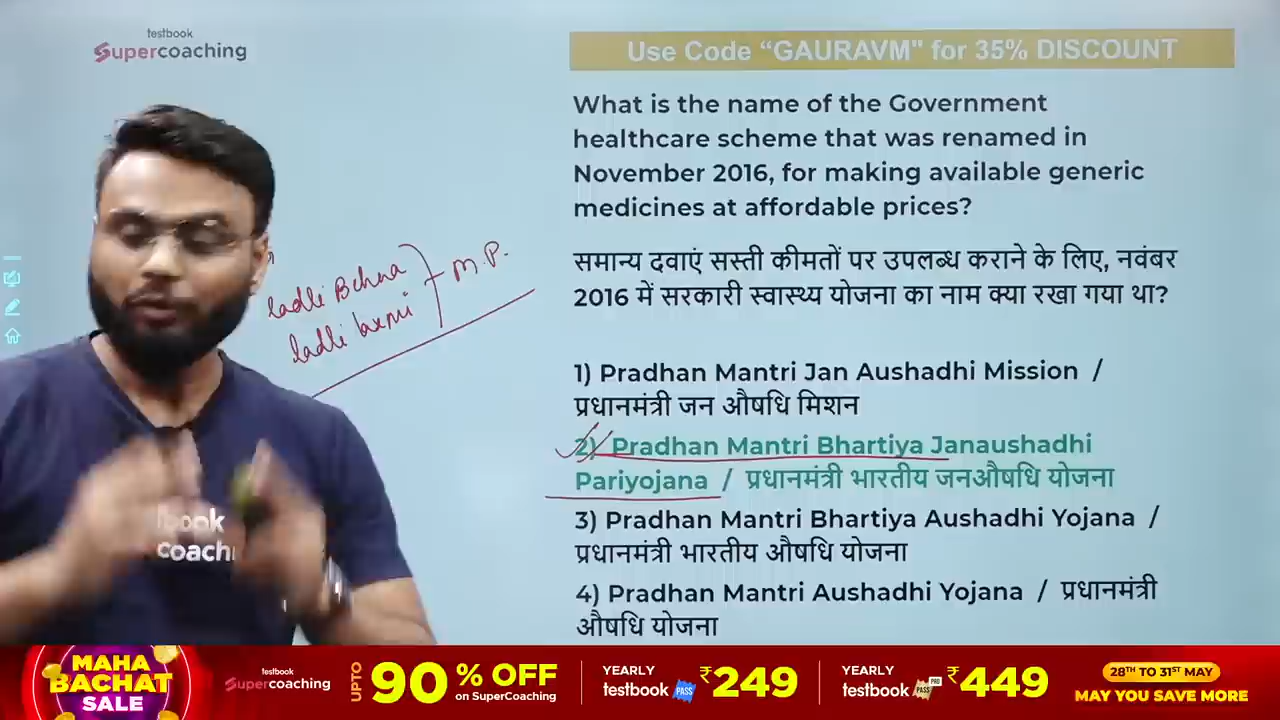 testbook
Supercoaching
Use Code “GAURAVM" for 35% DISCOUNT
What is the name of the Government
healthcare scheme that was renamed in
November 2016, for making available generic
medicines at affordable prices?
समान्य दवाएं सस्ती कीमतों पर उपलब्ध कराने के लिए, नवंबर
2016 में सरकारी स्वास्थ्य योजना का नाम क्या रखा गया था?
ladli Behna
ladli laxmi
M.P.
1) Pradhan Mantri Jan Aushadhi Mission /
प्रधानमंत्री जन औषधि मिशन
2) Pradhan Mantri Bhartiya Janaushadhi
Pariyojana / प्रधानमंत्री भारतीय जनऔषधि योजना
3) Pradhan Mantri Bhartiya Aushadhi Yojana /
प्रधानमंत्री भारतीय औषधि योजना
4) Pradhan Mantri Aushadhi Yojana / प्रधानमंत्री
औषधि योजना
book
coach
MAHA
BACHAT
SALE
testbook
Supercoaching
UPTO 90% OFF
on SuperCoaching
YEARLY
testbook PASS
₹249
YEARLY
testbook PASS PRO
₹449
28TH TO 31ST MAY
MAY YOU SAVE MORE